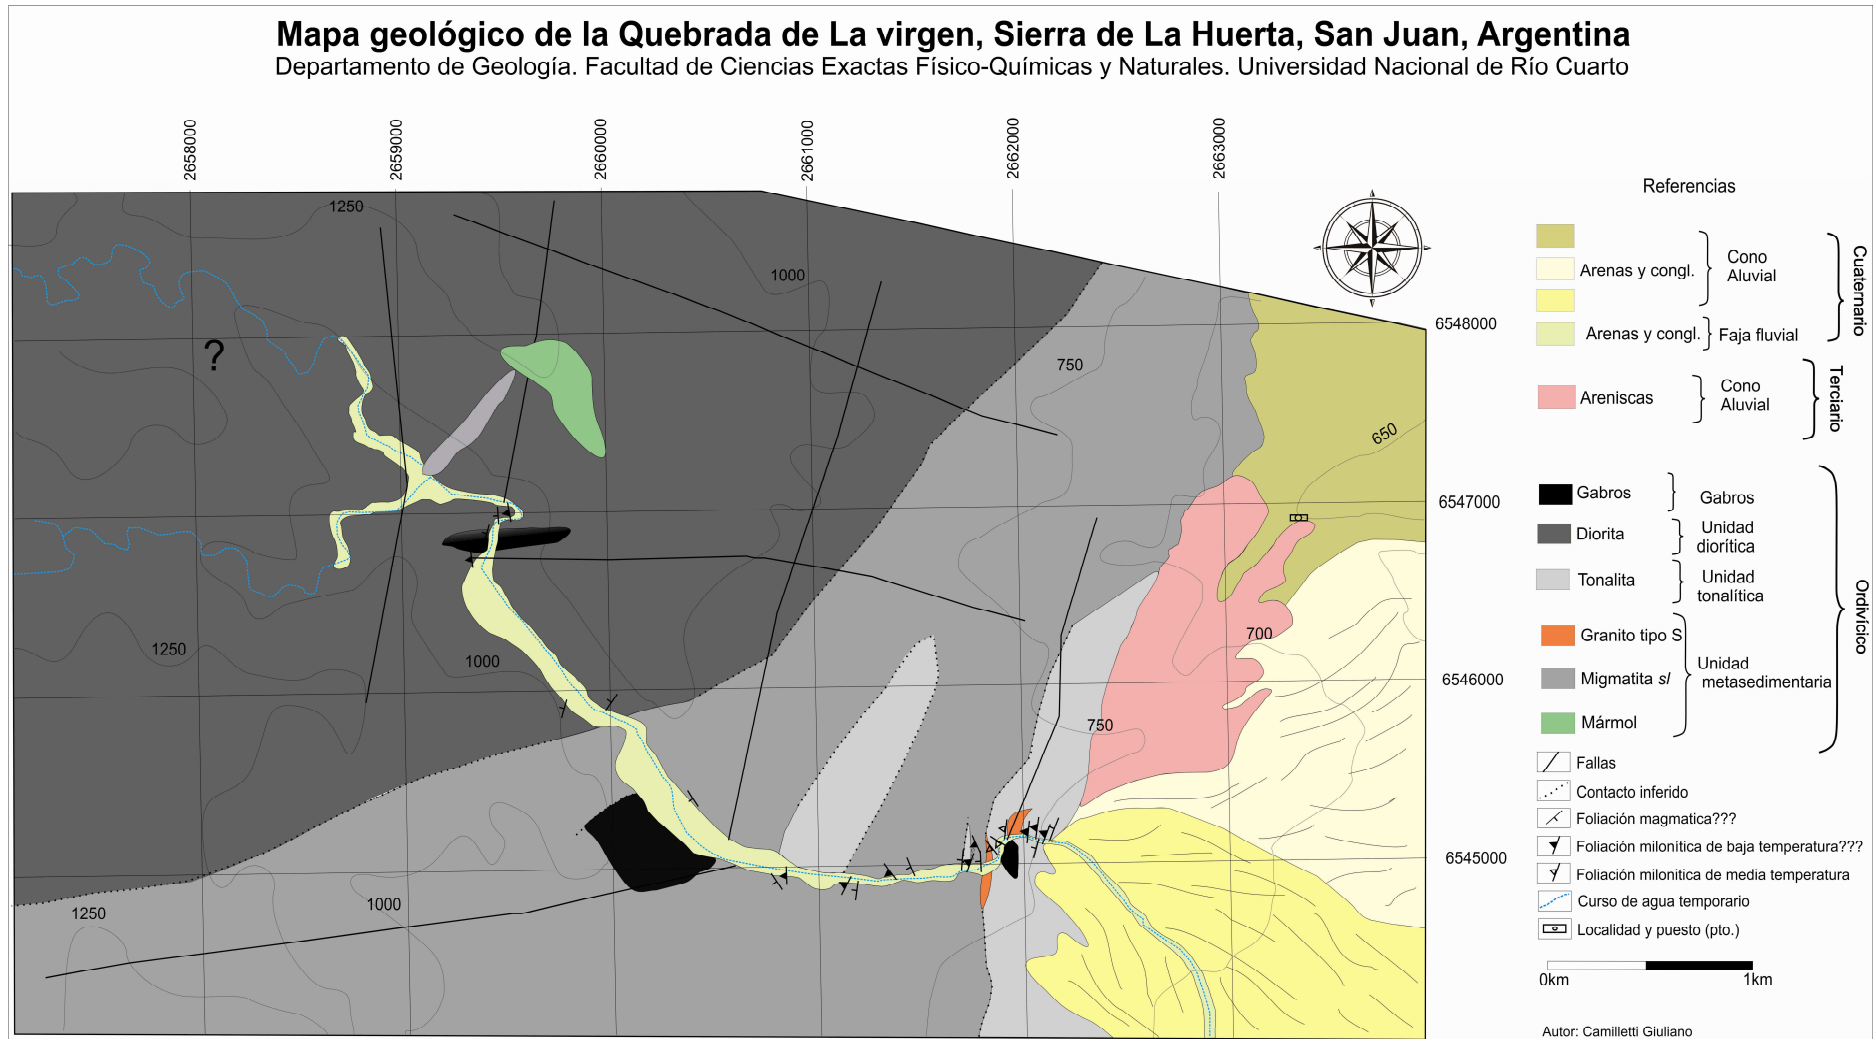 Mapa geológico de la Quebrada de La virgen, Sierra de La Huerta, San Juan, Argentina
Departamento de Geología. Facultad de Ciencias Exactas Físico-Químicas y Naturales. Universidad Nacional de Río Cuarto
2658000
2659000
2660000
2661000
2662000
2663000
1250
1000
750
650
?
1250
1000
700
750
1250
1000
6548000
6547000
6546000
6545000
Referencias
Arenas y congl.
Cono
Aluvial
Arenas y congl.
Faja fluvial
Cuaternario
Areniscas
Cono
Aluvial
Terciario
Gabros
Gabros
Diorita
Unidad
diorítica
Tonalita
Unidad
tonalítica
Granito tipo S
Migmatita sl
Unidad
metasedimentaria
Mármol
Ordivícico
Fallas
Contacto inferido
Foliación magmatica???
Foliación milonítica de baja temperatura???
Foliación milonitica de media temperatura
Curso de agua temporario
Localidad y puesto (pto.)
0km
1km
Autor: Camilletti Giuliano